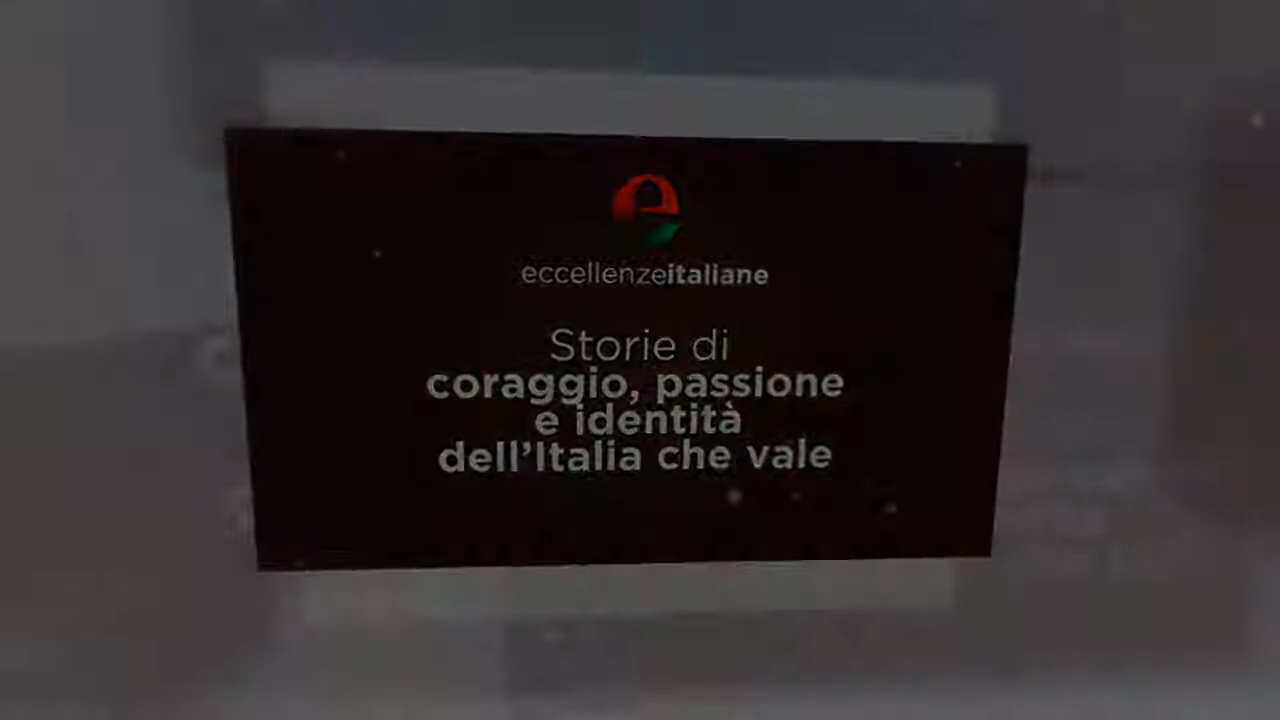 eccellenzeitaliane
Storie di
coraggio, passione
e identità
dell’Italia che vale